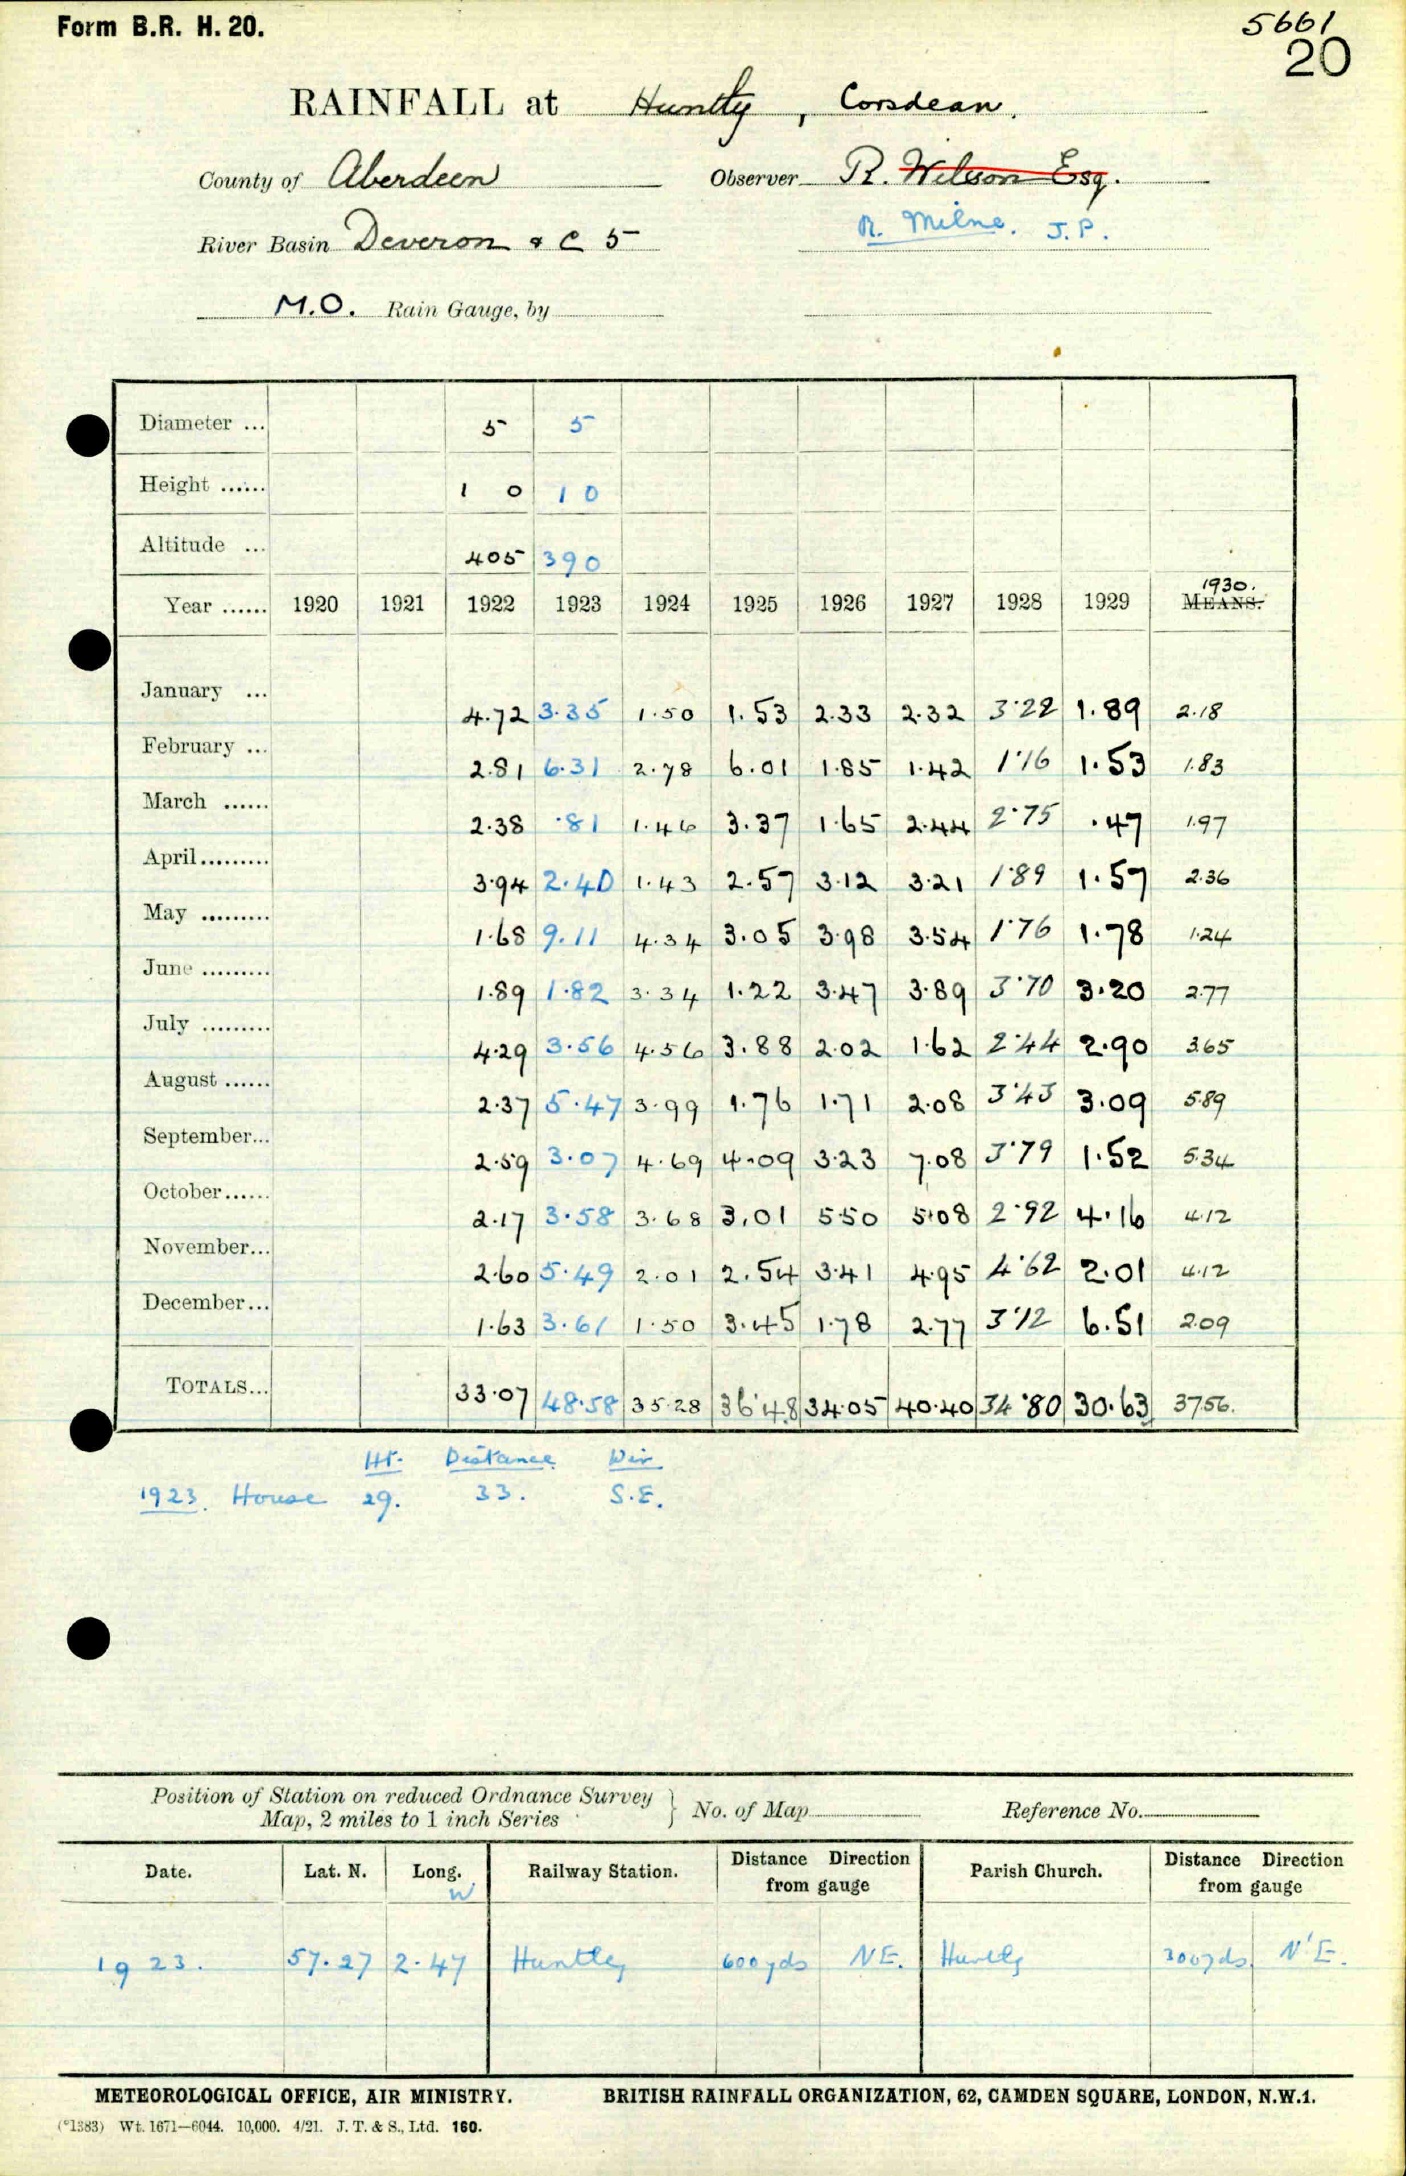 Form B.R. H. 20.
5661
20
RAINFALL at Huntly, Corsdean.
County of Aberdeen Observer R. Wilson Esq.
R. Milne. J.P.
River Basin Deveron & C 5
M.O. Rain Gauge, by
Diameter ... 5 5
Height ...... 1 0 1 0
Altitude ... 405 390
1930.
Year ...... 1920 1921 1922 1923 1924 1925 1926 1927 1928 1929 MEANS.
January ... 4.72 3.35 1.50 1.53 2.33 2.32 3.22 1.89 2.18
February ... 2.81 6.31 2.78 6.01 1.85 1.42 1.16 1.53 1.83
March ...... 2.38 .81 1.46 3.37 1.65 2.44 2.75 .47 1.97
April ......... 3.94 2.40 1.43 2.57 3.12 3.21 1.89 1.57 2.36
May ......... 1.68 9.11 4.34 3.05 3.98 3.54 1.76 1.78 1.24
June ......... 1.89 1.82 3.34 1.22 3.47 3.89 3.70 3.20 2.77
July ......... 4.29 3.56 4.56 3.88 2.02 1.62 2.44 2.90 3.65
August ...... 2.37 5.47 3.99 1.76 1.71 2.08 3.43 3.09 5.89
September... 2.59 3.07 4.69 4.09 3.23 7.08 3.79 1.52 5.34
October...... 2.17 3.58 3.68 3.01 5.50 5.08 2.92 4.16 4.12
November... 2.60 5.49 2.01 2.54 3.41 4.95 4.62 2.01 4.12
December... 1.63 3.61 1.50 3.45 1.78 2.77 3.12 6.51 2.09
TOTALS... 33.07 48.58 35.28 36.48 34.05 40.40 34.80 30.63 37.56.
Ht. Distance Dir
1923. House 29. 33. S.E.
Position of Station on reduced Ordnance Survey
Map, 2 miles to 1 inch Series } No. of Map Reference No.
Date. Lat. N. Long. W Railway Station. Distance Direction from gauge Parish Church. Distance Direction from gauge
1923. 57.27 2.47 Huntley 600yds NE. Huntly 300yds N'E.
METEOROLOGICAL OFFICE, AIR MINISTRY. BRITISH RAINFALL ORGANIZATION, 62, CAMDEN SQUARE, LONDON, N.W.1.
(*1383) Wt. 1671—6044. 10,000. 4/21. J. T. & S., Ltd. 160.